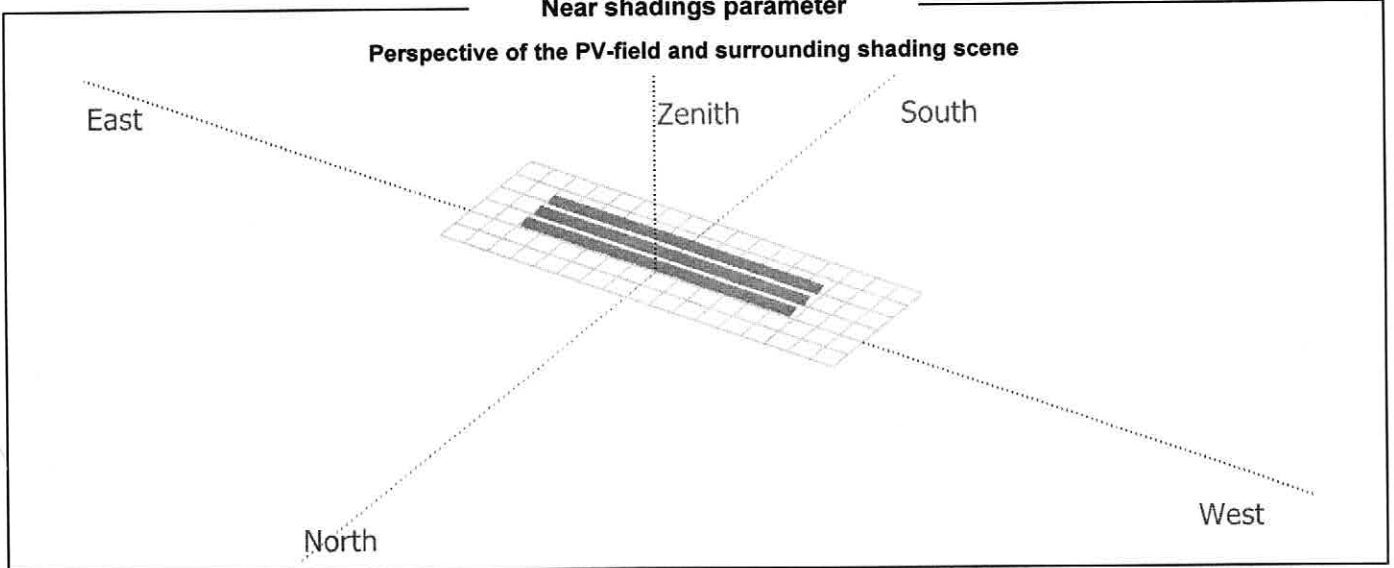 Near shadings parameter
Perspective of the PV-field and surrounding shading scene
East
Zenith
South
North
West